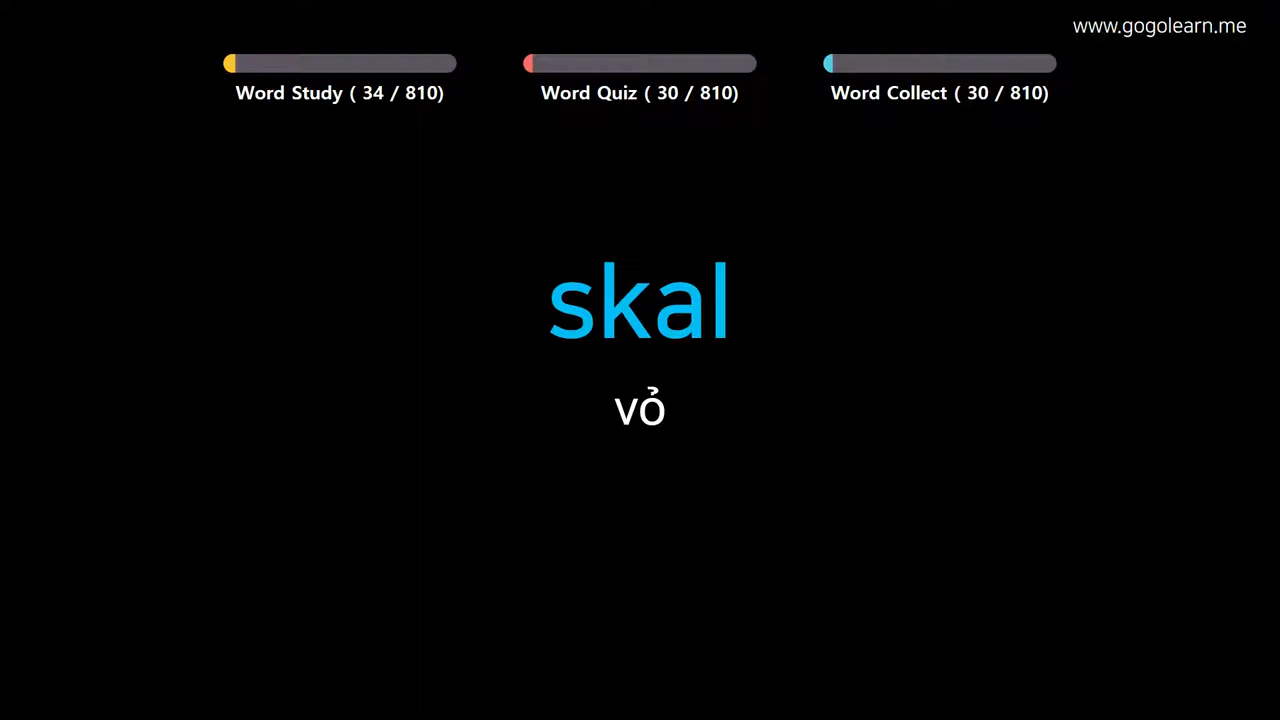 www.gogolearn.me
Word Study ( 34 / 810)
Word Quiz ( 30 / 810)
Word Collect ( 30 / 810)
skal
vỏ